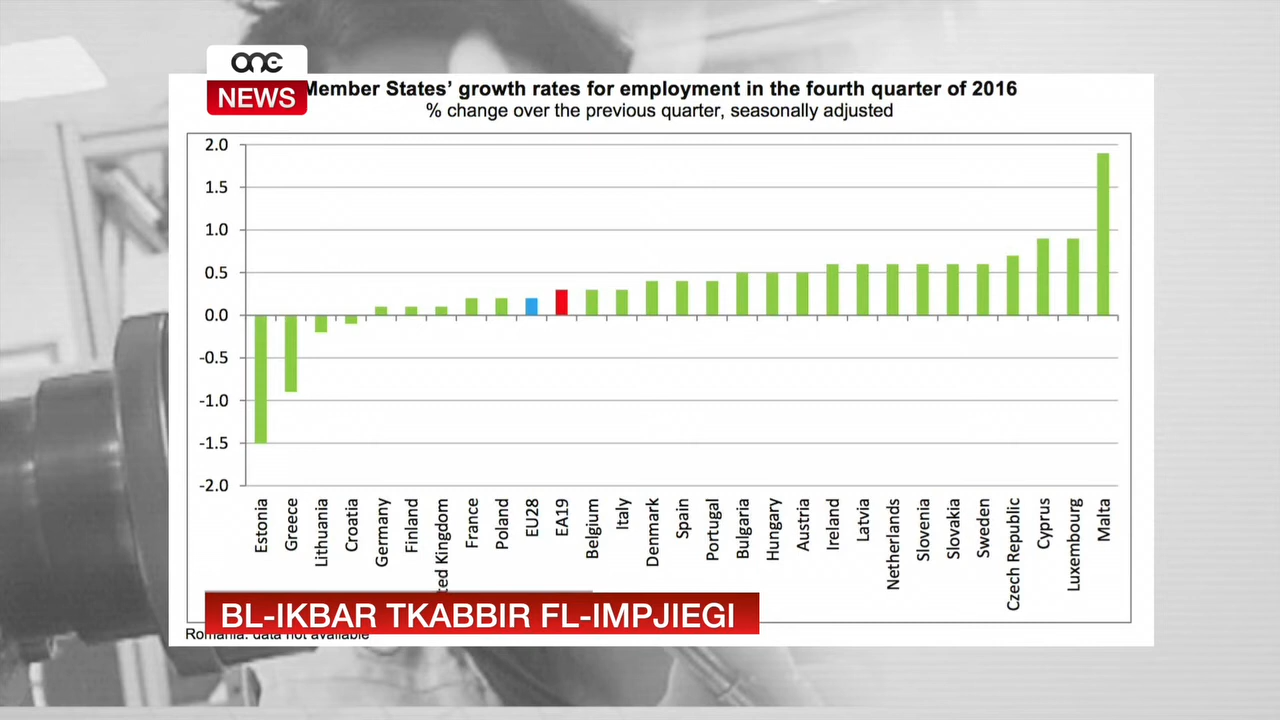 one
NEWS
Member States' growth rates for employment in the fourth quarter of 2016
% change over the previous quarter, seasonally adjusted
2.0
1.5
1.0
0.5
0.0
-0.5
-1.0
-1.5
-2.0
Estonia
Greece
Lithuania
Croatia
Germany
Finland
ted Kingdom
France
Poland
EU28
EA19
Belgium
Italy
Denmark
Spain
Portugal
Bulgaria
Hungary
Austria
Ireland
Latvia
Netherlands
Slovenia
Slovakia
Sweden
Czech Republic
Cyprus
Luxembourg
Malta
BL-IKBAR TKABBIR FL-IMPJIEGI
Romania: data not available